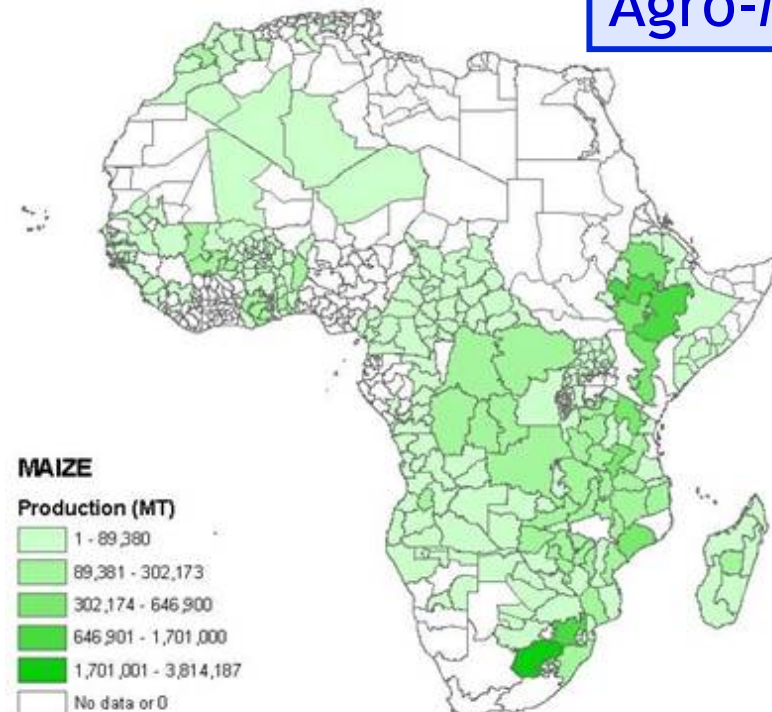 Agro-
MAIZE
Production (MT)
1 - 89,380
89,381 - 302,173
302,174 - 646,900
646,901 - 1,701,000
1,701,001 - 3,814,187
No data or 0